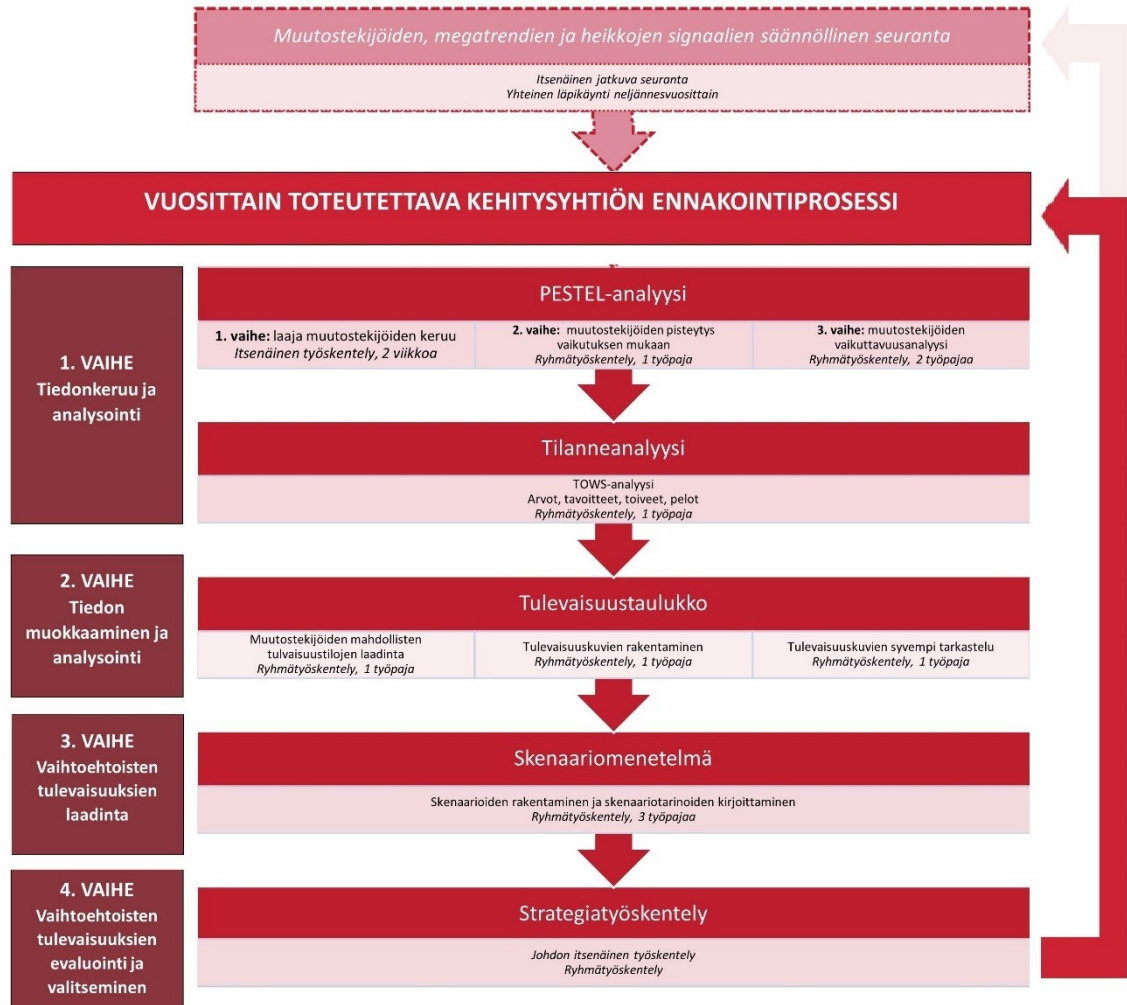 Muutostekijöiden, megatrendien ja heikkojen signaalien säännöllinen seuranta
Itsenäinen jatkuva seuranta
Yhteinen läpikäynti neljännesvuosittain
VUOSITTAIN TOTEUTETTAVA KEHITYSYHTIÖN ENNAKOINTIPROSESSI
1. VAIHE
Tiedonkeruu ja
analysointi
PESTEL-analyysi
1. vaihe: laaja muutostekijöiden keruu
Itsenäinen työskentely, 2 viikkoa
2. vaihe: muutostekijöiden pisteytys
vaikutuksen mukaan
Ryhmätyöskentely, 1 työpaja
3. vaihe: muutostekijöiden
vaikuttavuusanalyysi
Ryhmätyöskentely, 2 työpajaa
Tilanneanalyysi
TOWS-analyysi
Arvot, tavoitteet, toiveet, pelot
Ryhmätyöskentely, 1 työpaja
2. VAIHE
Tiedon
muokkaaminen ja
analysointi
Tulevaisuustaulukko
Muutostekijöiden mahdollisten
tulvaisuustilojen laadinta
Ryhmätyöskentely, 1 työpaja
Tulevaisuuskuvien rakentaminen
Ryhmätyöskentely, 1 työpaja
Tulevaisuuskuvien syvempi tarkastelu
Ryhmätyöskentely, 1 työpaja
3. VAIHE
Vaihtoehtoisten
tulevaisuuksien
laadinta
Skenaariomenetelmä
Skenaarioiden rakentaminen ja skenaariotarinoiden kirjoittaminen
Ryhmätyöskentely, 3 työpajaa
4. VAIHE
Vaihtoehtoisten
tulevaisuuksien
evaluointi ja
valitseminen
Strategiatyöskentely
Johdon itsenäinen työskentely
Ryhmätyöskentely